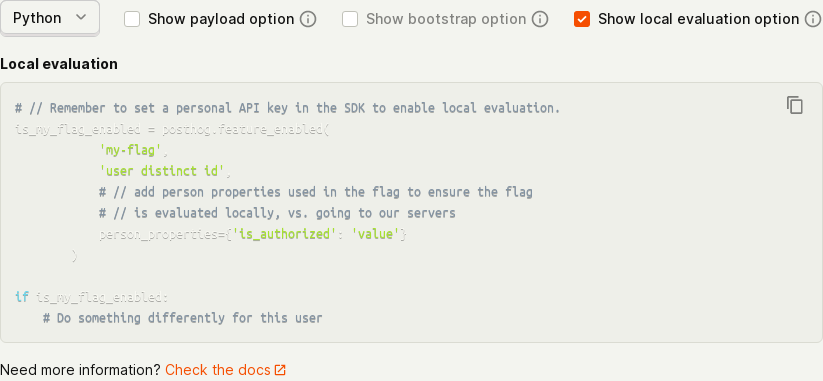 Python Show payload option Show bootstrap option Show local evaluation option
Local evaluation
# // Remember to set a personal API key in the SDK to enable local evaluation.
is_my_flag_enabled = posthog.feature_enabled(
'my-flag',
'user distinct id',
# // add person properties used in the flag to ensure the flag
# // is evaluated locally, vs. going to our servers
person_properties={'is_authorized': 'value'}
)
if is_my_flag_enabled:
# Do something differently for this user
Need more information? Check the docs